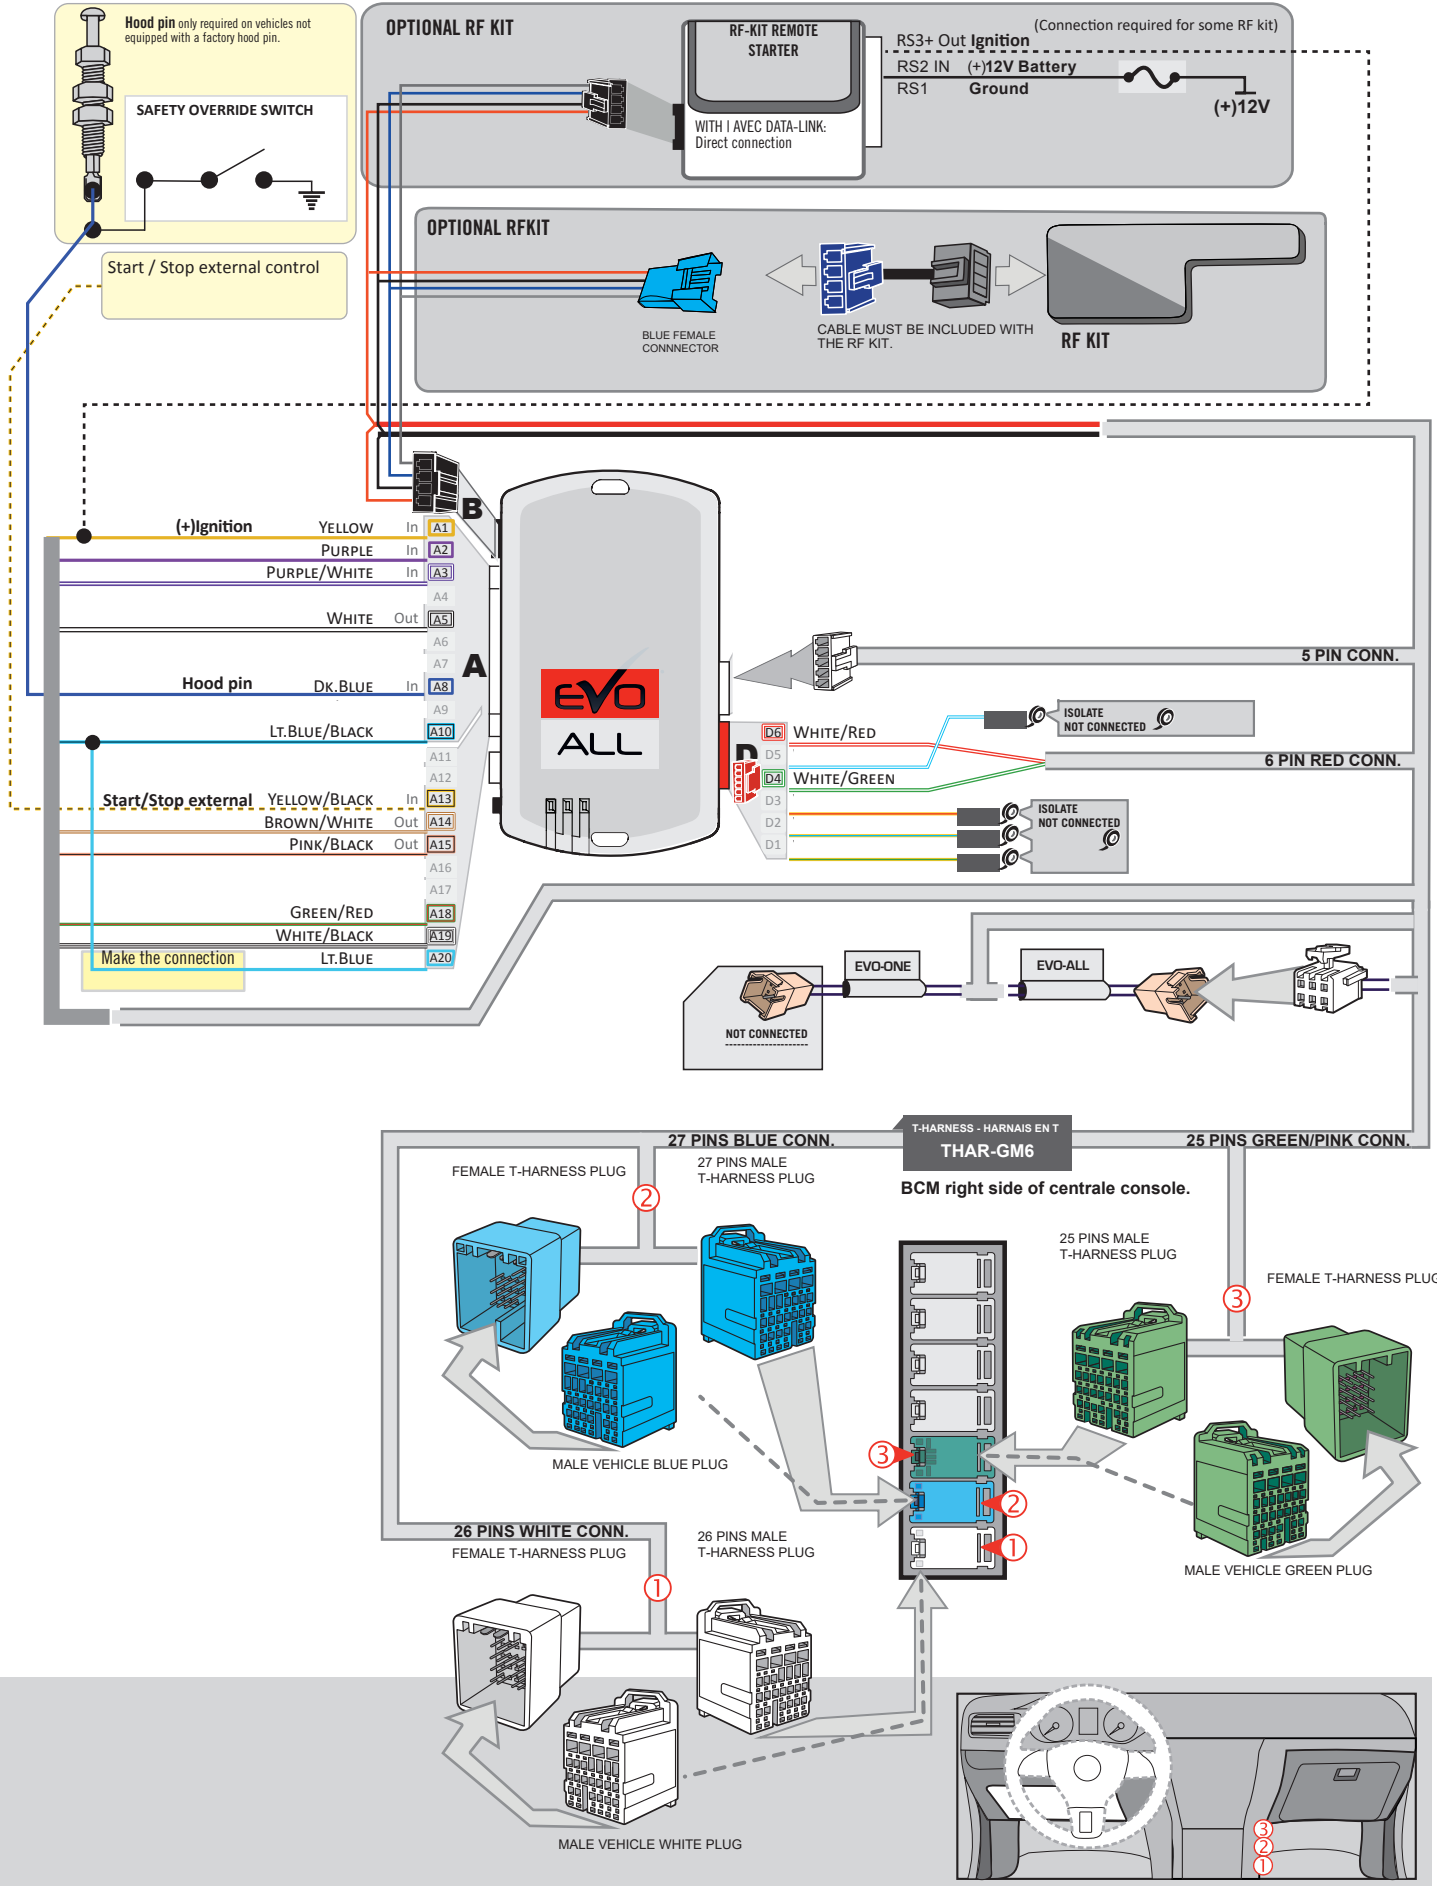 Hood pin only required on vehicles not
equipped with a factory hood pin.
SAFETY OVERRIDE SWITCH
Start / Stop external control
OPTIONAL RF KIT
RF-KIT REMOTE
STARTER
WITH | AVEC DATA-LINK:
Direct connection
(Connection required for some RF kit)
RS3+ Out Ignition
RS2 IN (+)12V Battery
RS1 Ground
(+)12V
OPTIONAL RFKIT
BLUE FEMALE
CONNNECTOR
CABLE MUST BE INCLUDED WITH
THE RF KIT.
RF KIT
B
(+)Ignition YELLOW In A1
PURPLE In A2
PURPLE/WHITE In A3
A4
WHITE Out A5
A6
A7
A
Hood pin DK.BLUE In A8
A9
LT.BLUE/BLACK A10
A11
A12
Start/Stop external YELLOW/BLACK In A13
BROWN/WHITE Out A14
PINK/BLACK Out A15
A16
A17
GREEN/RED A18
WHITE/BLACK A19
Make the connection LT.BLUE A20
EVO
ALL
5 PIN CONN.
D
D6 WHITE/RED
D5
D4 WHITE/GREEN
D3
D2
D1
ISOLATE
NOT CONNECTED
6 PIN RED CONN.
ISOLATE
NOT CONNECTED
EVO-ONE
EVO-ALL
NOT CONNECTED
T-HARNESS - HARNAIS EN T
THAR-GM6
27 PINS BLUE CONN.
25 PINS GREEN/PINK CONN.
BCM right side of centrale console.
FEMALE T-HARNESS PLUG
27 PINS MALE
T-HARNESS PLUG
2
MALE VEHICLE BLUE PLUG
25 PINS MALE
T-HARNESS PLUG
FEMALE T-HARNESS PLUG
3
MALE VEHICLE GREEN PLUG
3
2
1
26 PINS WHITE CONN.
FEMALE T-HARNESS PLUG
26 PINS MALE
T-HARNESS PLUG
1
MALE VEHICLE WHITE PLUG
3
2
1